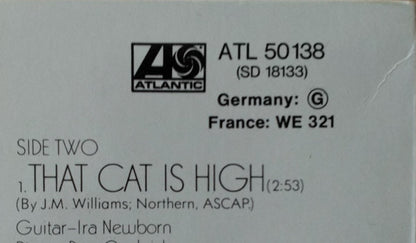 ATLANTIC
ATL 50138
(SD 18133)
Germany: G
France: WE 321
SIDE TWO
1. THAT CAT IS HIGH (2:53)
(By J.M. Williams; Northern, ASCAP.)
Guitar-Ira Newborn